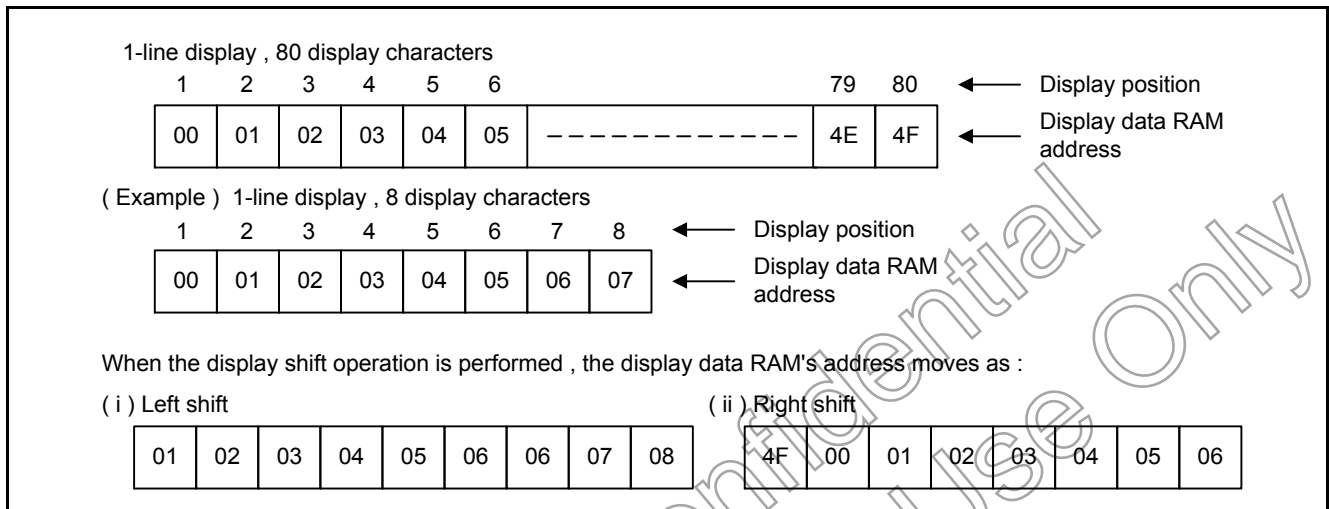 1-line display , 80 display characters
1 2 3 4 5 6 79 80 Display position
00 01 02 03 04 05 4E 4F Display data RAM address
( Example ) 1-line display , 8 display characters
1 2 3 4 5 6 7 8 Display position
00 01 02 03 04 05 06 07 Display data RAM address
When the display shift operation is performed , the display data RAM's address moves as :
( i ) Left shift ( ii ) Right shift
01 02 03 04 05 06 06 07 08 4F 00 01 02 03 04 05 06
Confidential
Use Only